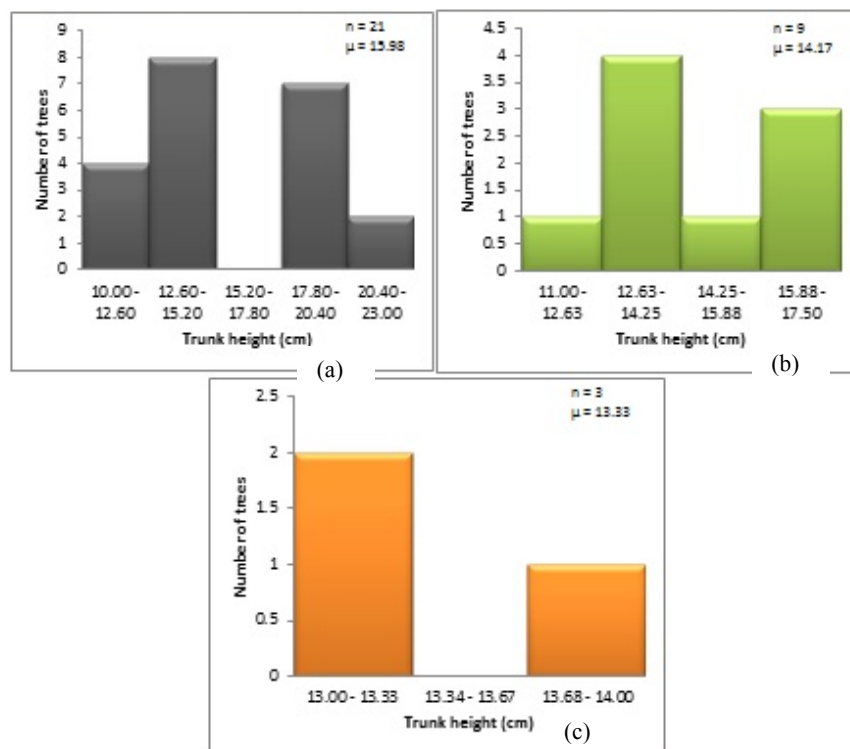 n = 21
μ = 15.98
9
8
7
6
5
4
3
2
1
0
Number of trees
10.00 - 12.60 - 15.20 - 17.80 - 20.40 -
12.60 15.20 17.80 20.40 23.00
Trunk height (cm)
(a)
n = 9
μ = 14.17
4.5
4
3.5
3
2.5
2
1.5
1
0.5
0
Number of trees
11.00 - 12.63 - 14.25 - 15.88 -
12.63 14.25 15.88 17.50
Trunk height (cm)
(b)
n = 3
μ = 13.33
2.5
2
1.5
1
0.5
0
Number of trees
13.00 - 13.33 13.34 - 13.67 13.68 - 14.00
Trunk height (cm)
(c)